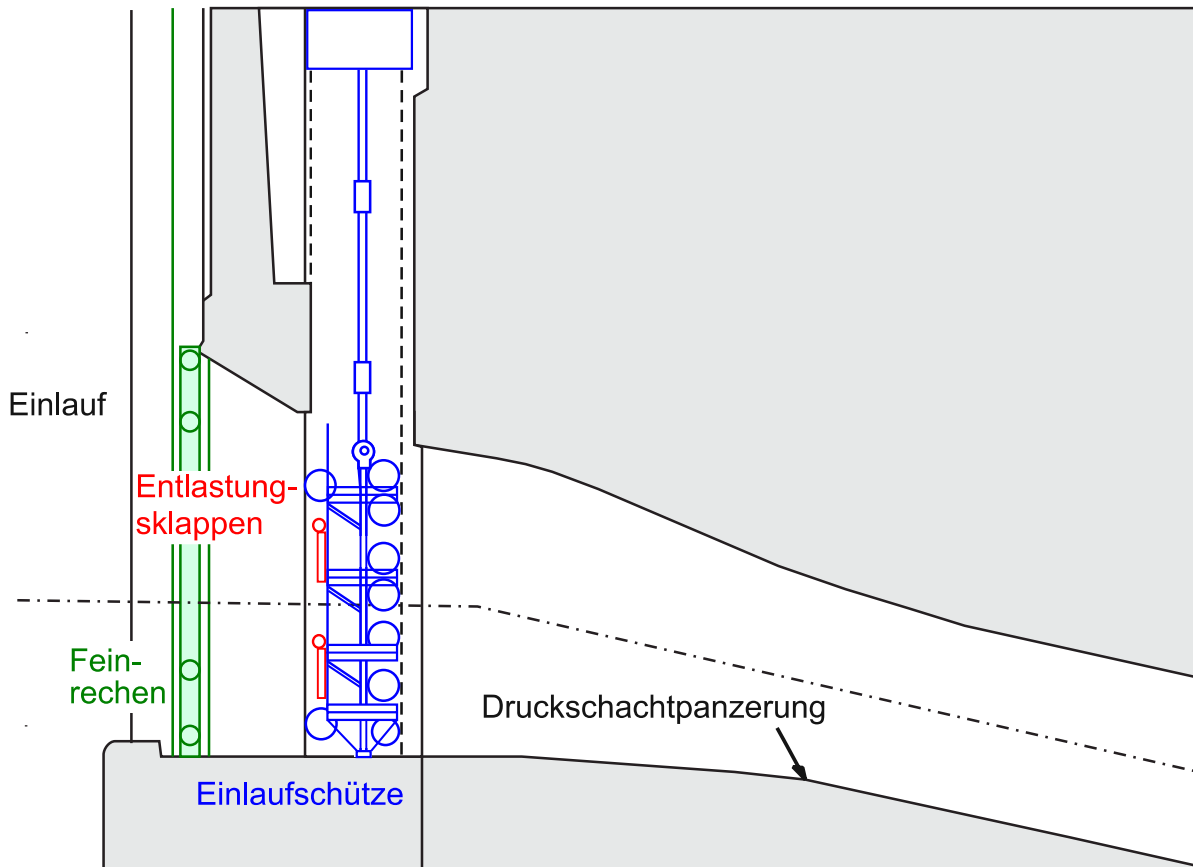 Einlauf
Entlastung-
sklappen
Fein-
rechen
Druckschachtpanzerung
Einlaufschütze